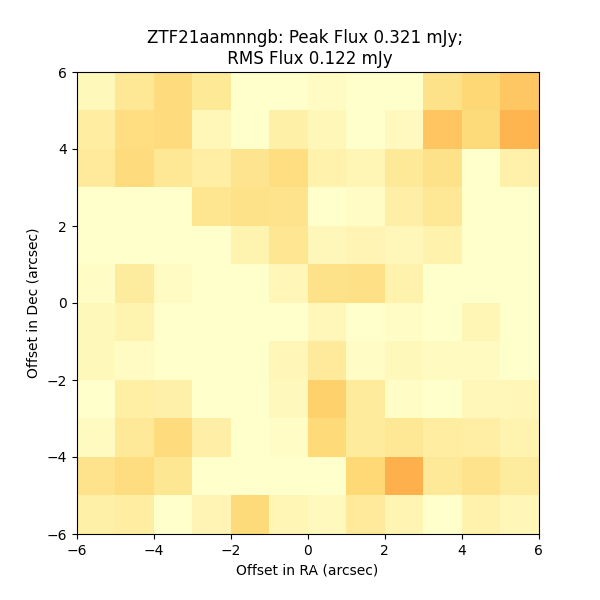 ZTF21aamnngb: Peak Flux 0.321 mJy;
RMS Flux 0.122 mJy
6
4
2
0
−2
−4
−6
Offset in Dec (arcsec)
−6 −4 −2 0 2 4 6
Offset in RA (arcsec)